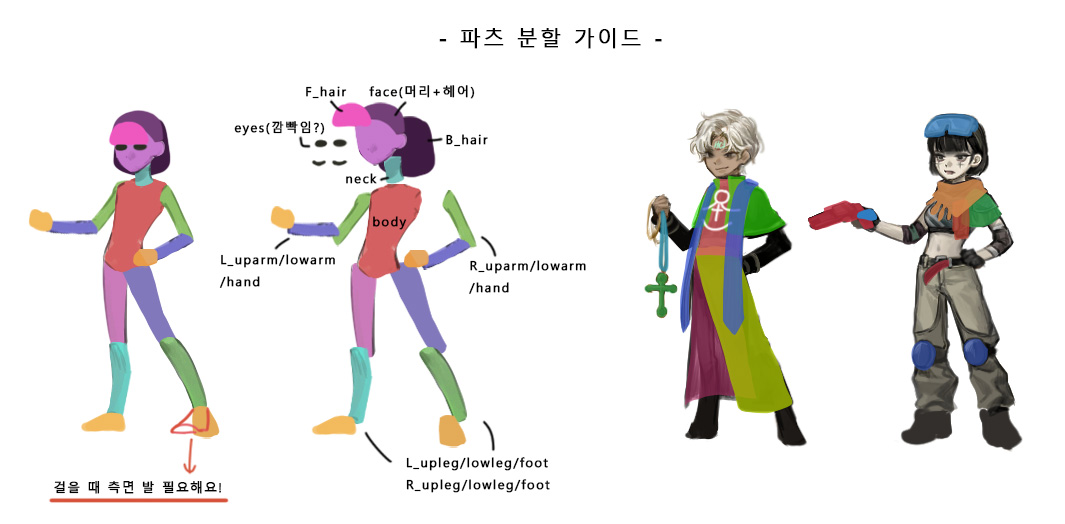 - 파츠 분할 가이드 -
F_hair
face(머리+헤어)
eyes(깜빡임?)
B_hair
neck
body
L_uparm/lowarm
/hand
R_uparm/lowarm
/hand
L_upleg/lowleg/foot
R_upleg/lowleg/foot
걸을 때 측면 발 필요해요!